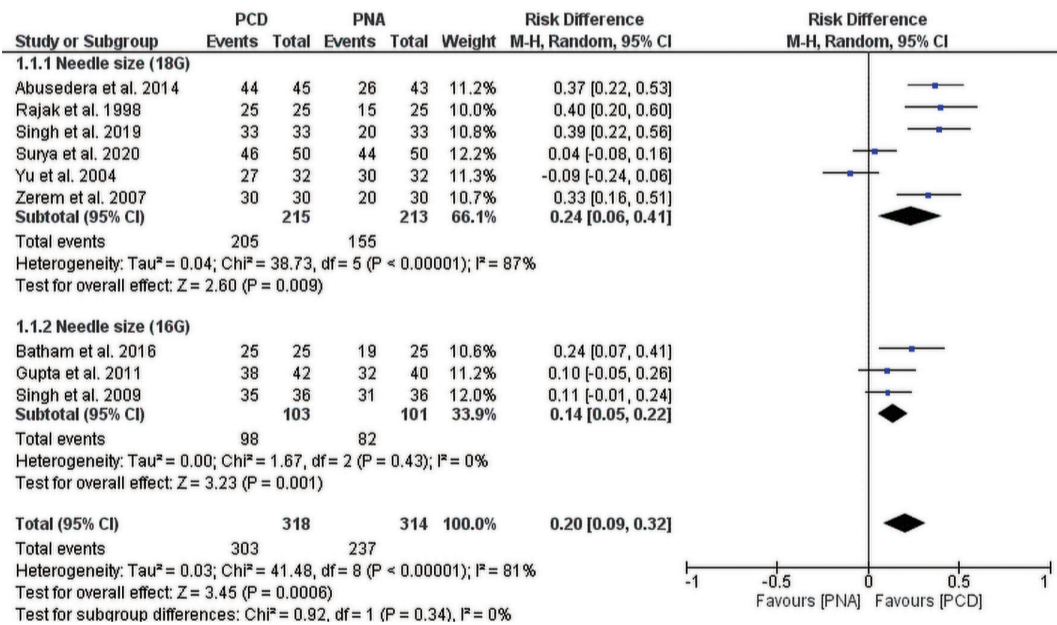 PCD PNA Risk Difference Risk Difference
Study or Subgroup Events Total Events Total Weight M-H, Random, 95% CI M-H, Random, 95% CI
1.1.1 Needle size (18G)
Abusedera et al. 2014 44 45 26 43 11.2% 0.37 [0.22, 0.53]
Rajak et al. 1998 25 25 15 25 10.0% 0.40 [0.20, 0.60]
Singh et al. 2019 33 33 20 33 10.8% 0.39 [0.22, 0.56]
Surya et al. 2020 46 50 44 50 12.2% 0.04 [-0.08, 0.16]
Yu et al. 2004 27 32 30 32 11.3% -0.09 [-0.24, 0.06]
Zerem et al. 2007 30 30 20 30 10.7% 0.33 [0.16, 0.51]
Subtotal (95% CI) 215 213 66.1% 0.24 [0.06, 0.41]
Total events 205 155
Heterogeneity: Tau² = 0.04; Chi² = 38.73, df = 5 (P < 0.00001); I² = 87%
Test for overall effect: Z = 2.60 (P = 0.009)
1.1.2 Needle size (16G)
Batham et al. 2016 25 25 19 25 10.6% 0.24 [0.07, 0.41]
Gupta et al. 2011 38 42 32 40 11.2% 0.10 [-0.05, 0.26]
Singh et al. 2009 35 36 31 36 12.0% 0.11 [-0.01, 0.24]
Subtotal (95% CI) 103 101 33.9% 0.14 [0.05, 0.22]
Total events 98 82
Heterogeneity: Tau² = 0.00; Chi² = 1.67, df = 2 (P = 0.43); I² = 0%
Test for overall effect: Z = 3.23 (P = 0.001)
Total (95% CI) 318 314 100.0% 0.20 [0.09, 0.32]
Total events 303 237
Heterogeneity: Tau² = 0.03; Chi² = 41.48, df = 8 (P < 0.00001); I² = 81%
Test for overall effect: Z = 3.45 (P = 0.0006)
Test for subgroup differences: Chi² = 0.92, df = 1 (P = 0.34), I² = 0%
-1 -0.5 0 0.5 1
Favours [PNA] Favours [PCD]